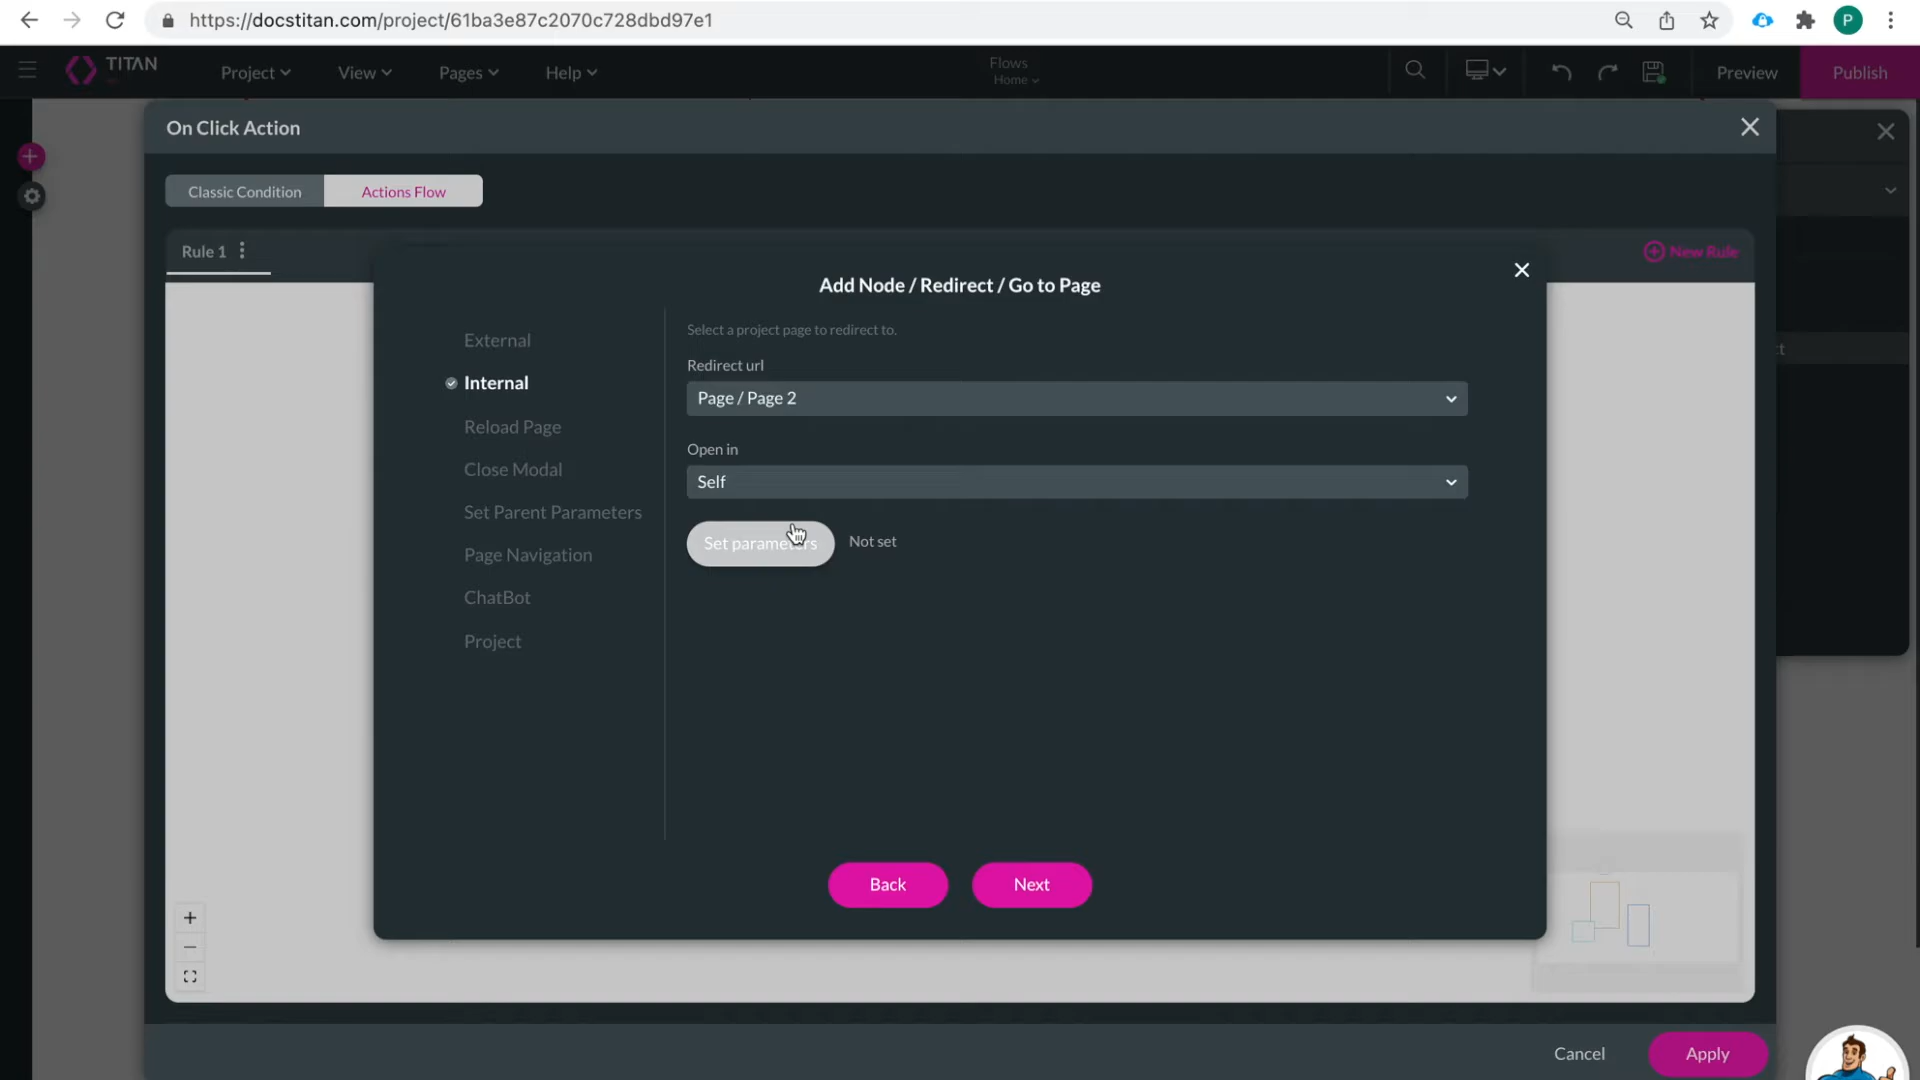 https://docstitan.com/project/61ba3e87c2070c728dbd97e1
P
TITAN
Project
View
Pages
Help
Flows
Home
Preview
Publish
On Click Action
Classic Condition
Actions Flow
Rule 1
New Rule
Add Node / Redirect / Go to Page
External
Internal
Reload Page
Close Modal
Set Parent Parameters
Page Navigation
ChatBot
Project
Select a project page to redirect to.
Redirect url
Page / Page 2
Open in
Self
Set parameters
Not set
Back
Next
Cancel
Apply